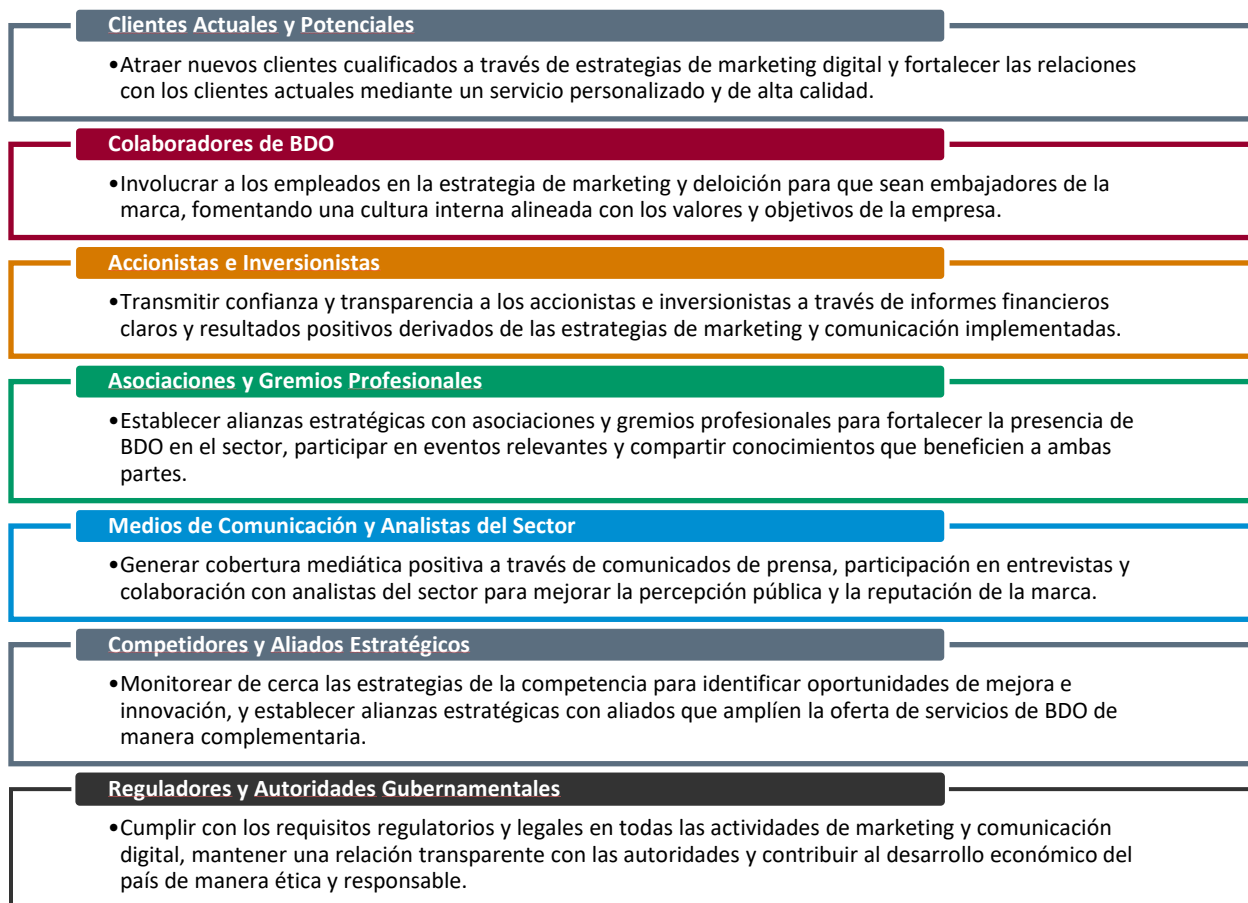 Clientes Actuales y Potenciales
•Atraer nuevos clientes cualificados a través de estrategias de marketing digital y fortalecer las relaciones
con los clientes actuales mediante un servicio personalizado y de alta calidad.
Colaboradores de BDO
•Involucrar a los empleados en la estrategia de marketing y deloición para que sean embajadores de la
marca, fomentando una cultura interna alineada con los valores y objetivos de la empresa.
Accionistas e Inversionistas
•Transmitir confianza y transparencia a los accionistas e inversionistas a través de informes financieros
claros y resultados positivos derivados de las estrategias de marketing y comunicación implementadas.
Asociaciones y Gremios Profesionales
•Establecer alianzas estratégicas con asociaciones y gremios profesionales para fortalecer la presencia de
BDO en el sector, participar en eventos relevantes y compartir conocimientos que beneficien a ambas
partes.
Medios de Comunicación y Analistas del Sector
•Generar cobertura mediática positiva a través de comunicados de prensa, participación en entrevistas y
colaboración con analistas del sector para mejorar la percepción pública y la reputación de la marca.
Competidores y Aliados Estratégicos
•Monitorear de cerca las estrategias de la competencia para identificar oportunidades de mejora e
innovación, y establecer alianzas estratégicas con aliados que amplíen la oferta de servicios de BDO de
manera complementaria.
Reguladores y Autoridades Gubernamentales
•Cumplir con los requisitos regulatorios y legales en todas las actividades de marketing y comunicación
digital, mantener una relación transparente con las autoridades y contribuir al desarrollo económico del
país de manera ética y responsable.